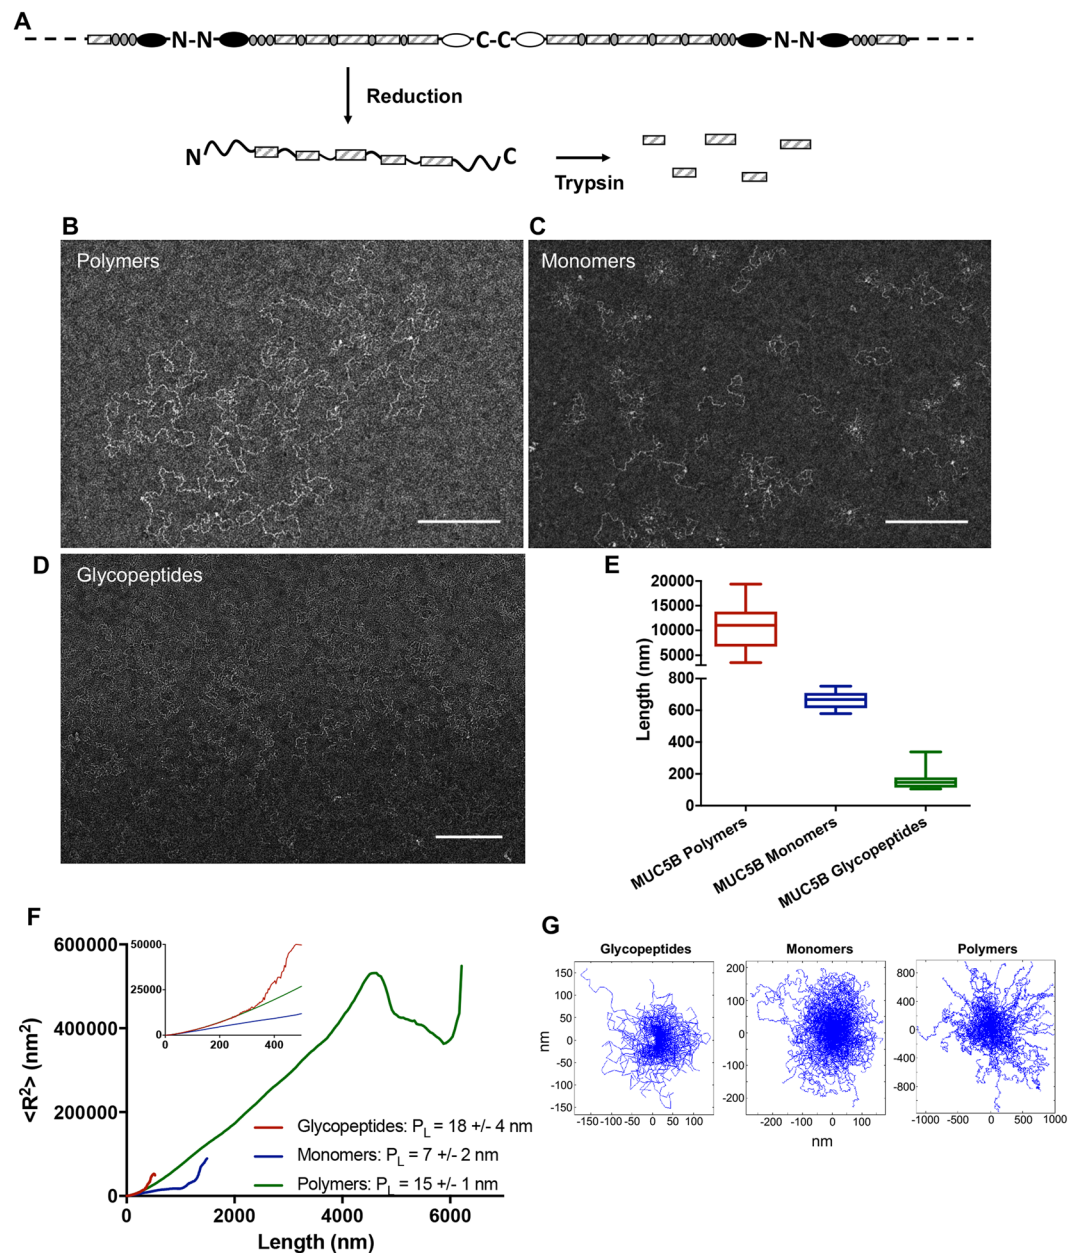 A
N-N
C-C
N-N
Reduction
N
C
Trypsin
B
Polymers
C
Monomers
D
Glycopeptides
E
Length (nm)
20000
15000
10000
5000
800
600
400
200
0
MUC5B Polymers
MUC5B Monomers
MUC5B Glycopeptides
F
<R²> (nm²)
600000
400000
200000
0
50000
25000
0
0 200 400
Glycopeptides: P_L = 18 +/- 4 nm
Monomers: P_L = 7 +/- 2 nm
Polymers: P_L = 15 +/- 1 nm
0 2000 4000 6000
Length (nm)
G
Glycopeptides
Monomers
Polymers
nm
150
100
50
0
-50
-100
-150
-150 -100 -50 0 50 100
200
100
0
-100
-200
-200 -100 0 100
800
400
0
-400
-800
-1000 -500 0 500 1000
nm